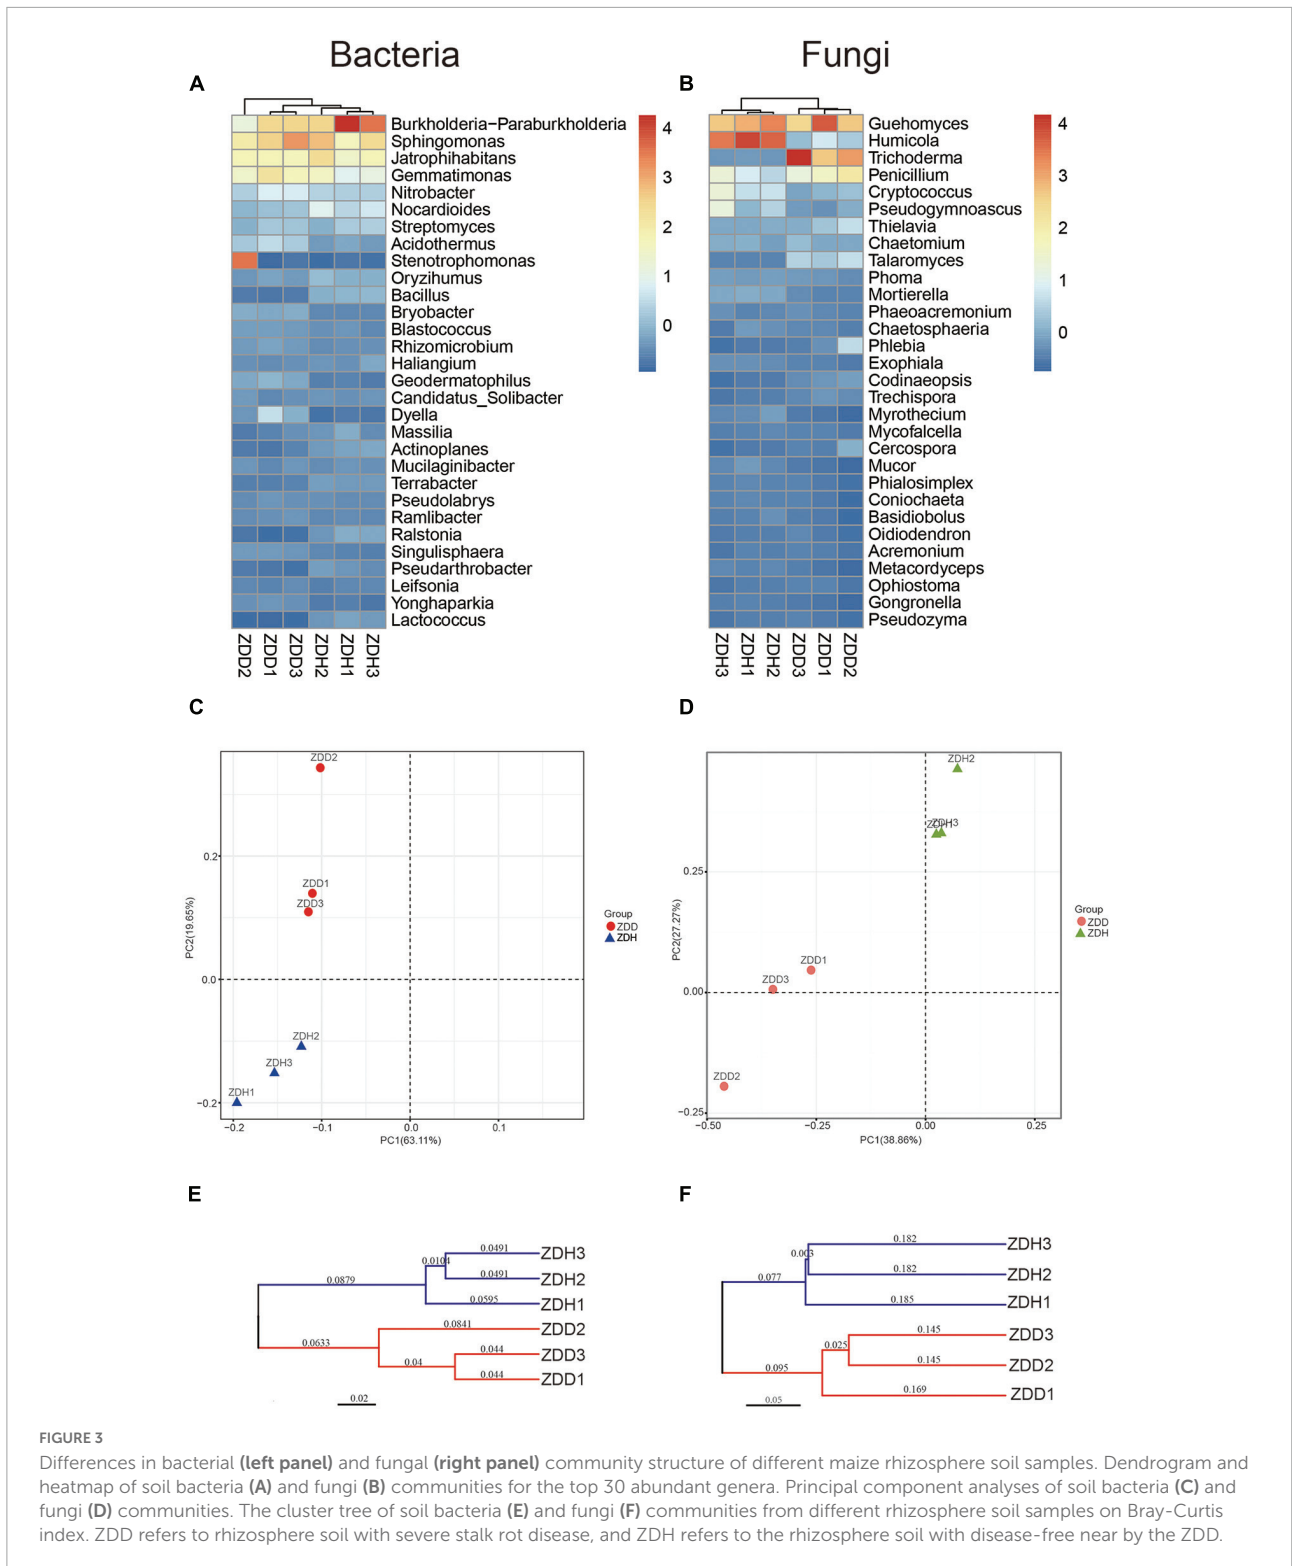 Bacteria
Fungi
A
B
Burkholderia-Paraburkholderia
Sphingomonas
Jatrophihabitans
Gemmatimonas
Nitrobacter
Nocardioides
Streptomyces
Acidothermus
Stenotrophomonas
Oryzihumus
Bacillus
Bryobacter
Blastococcus
Rhizomicrobium
Haliangium
Geodermatophilus
Candidatus_Solibacter
Dyella
Massilia
Actinoplanes
Mucilaginibacter
Terrabacter
Pseudolabrys
Ramlibacter
Ralstonia
Singulisphaera
Pseudarthrobacter
Leifsonia
Yonghaparkia
Lactococcus
4
3
2
1
0
ZDD2
ZDD1
ZDD3
ZDH2
ZDH1
ZDH3
Guehomyces
Humicola
Trichoderma
Penicillium
Cryptococcus
Pseudogymnoascus
Thielavia
Chaetomium
Talaromyces
Phoma
Mortierella
Phaeoacremonium
Chaetosphaeria
Phlebia
Exophiala
Codinaeopsis
Trechispora
Myrothecium
Mycofalcella
Cercospora
Mucor
Phialosimplex
Coniochaeta
Basidiobolus
Oidiodendron
Acremonium
Metacordyceps
Ophiostoma
Gongronella
Pseudozyma
4
3
2
1
0
ZDH3
ZDH1
ZDH2
ZDD3
ZDD1
ZDD2
C
ZDD2
ZDD1
ZDD3
ZDH2
ZDH3
ZDH1
0.2
0.0
−0.2
PC2(19.65%)
−0.2
−0.1
0.0
0.1
PC1(63.11%)
Group
ZDD
ZDH
D
ZDH2
ZDH1
ZDH3
ZDD1
ZDD3
ZDD2
0.25
0.00
−0.25
PC2(27.27%)
−0.50
−0.25
0.00
0.25
PC1(38.86%)
Group
ZDD
ZDH
E
0.0491
ZDH3
0.0104
0.0491
ZDH2
0.0879
0.0595
ZDH1
0.0841
ZDD2
0.0633
0.044
ZDD3
0.04
0.044
ZDD1
0.02
F
0.182
ZDH3
0.003
0.182
ZDH2
0.077
0.185
ZDH1
0.145
ZDD3
0.025
0.145
ZDD2
0.095
0.169
ZDD1
0.05
FIGURE 3
Differences in bacterial (left panel) and fungal (right panel) community structure of different maize rhizosphere soil samples. Dendrogram and
heatmap of soil bacteria (A) and fungi (B) communities for the top 30 abundant genera. Principal component analyses of soil bacteria (C) and
fungi (D) communities. The cluster tree of soil bacteria (E) and fungi (F) communities from different rhizosphere soil samples on Bray-Curtis
index. ZDD refers to rhizosphere soil with severe stalk rot disease, and ZDH refers to the rhizosphere soil with disease-free near by the ZDD.